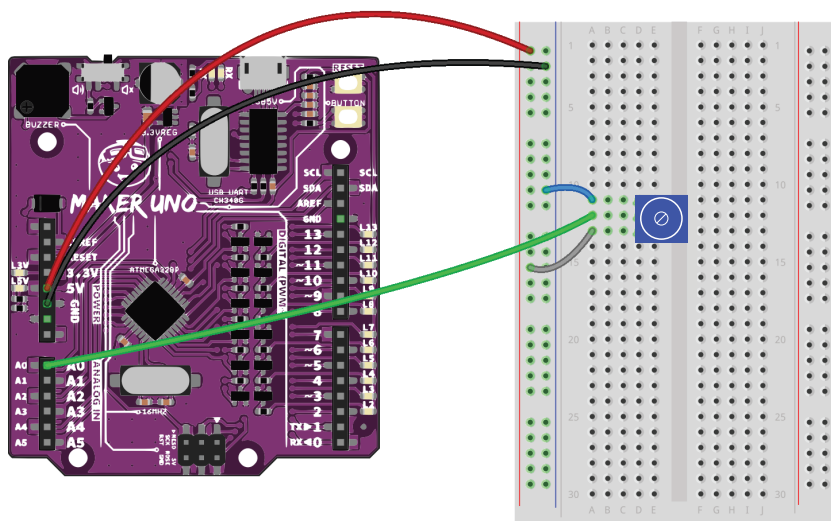 RESET
RX
BUZZER
3.3VREG
BUTTON
USB UART
CH340G
MAKER UNO
SCL
SDA
AREF
GND
13
12
~11
~10
~9
8
7
~6
~5
4
~3
2
TX▶1
RX◀0
SCL
SDA
L13
L12
L11
L10
L7
L6
L5
L4
L3
L2
DIGITAL (PWM
ATMEGA328P
RESET
3.3V
5V
GND
L3V
L5V
POWER
ANALOG IN
A0
A1
A2
A3
A4
A5
A0
A1
A2
A3
A4
A5
16MHZ
A B C D E
F G H I J
1
5
10
15
20
25
30
1
5
10
15
20
25
30
A B C D E
F G H I J